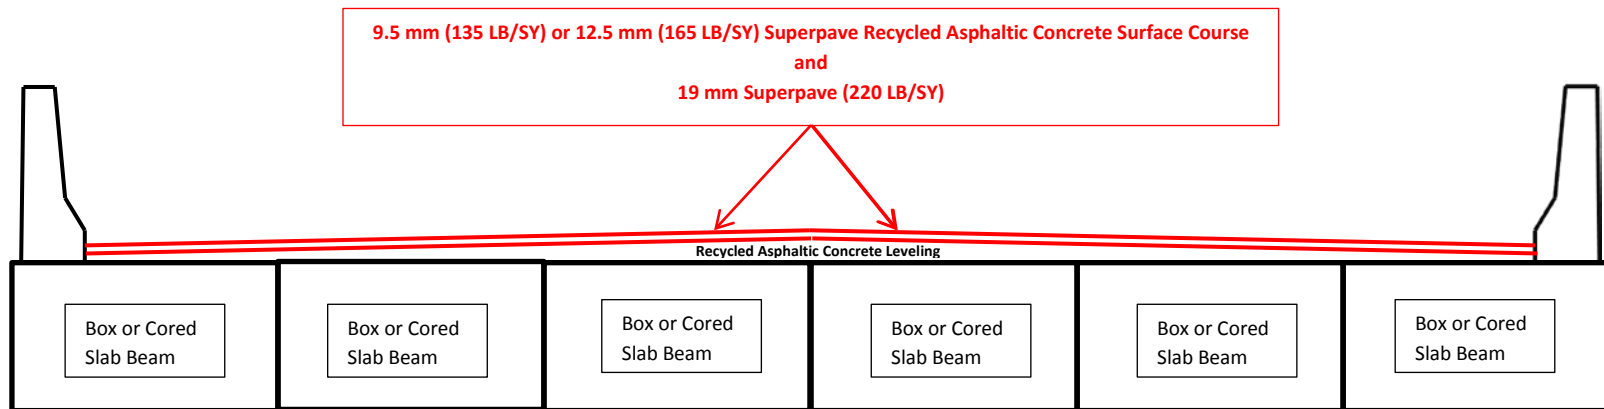 9.5 mm (135 LB/SY) or 12.5 mm (165 LB/SY) Superpave Recycled Asphaltic Concrete Surface Course
and
19 mm Superpave (220 LB/SY)
Recycled Asphaltic Concrete Leveling
Box or Cored
Slab Beam
Box or Cored
Slab Beam
Box or Cored
Slab Beam
Box or Cored
Slab Beam
Box or Cored
Slab Beam
Box or Cored
Slab Beam